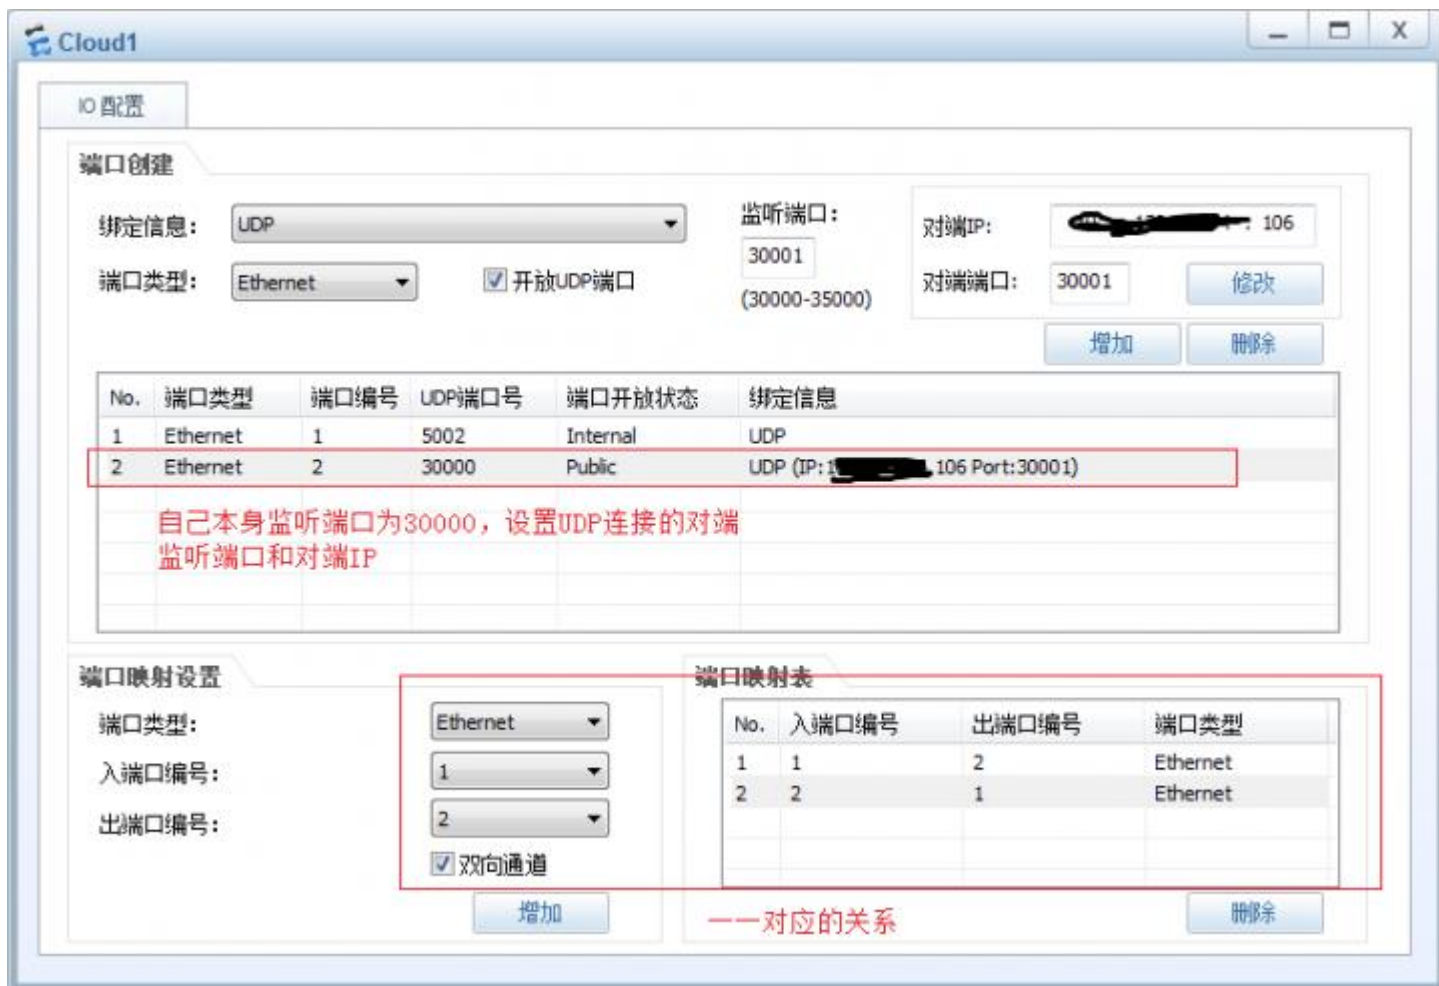 Cloud1
IO 配置
端口创建
绑定信息: UDP
监听端口:
对端IP: 106
30001
端口类型: Ethernet
开放UDP端口
(30000-35000)
对端端口: 30001
修改
增加 删除
No. 端口类型 端口编号 UDP端口号 端口开放状态 绑定信息
1 Ethernet 1 5002 Internal UDP
2 Ethernet 2 30000 Public UDP (IP:1 . 106 Port:30001)
自己本身监听端口为30000，设置UDP连接的对端
监听端口和对端IP
端口映射设置
端口类型: Ethernet
入端口编号: 1
出端口编号: 2
双向通道
增加
端口映射表
No. 入端口编号 出端口编号 端口类型
1 1 2 Ethernet
2 2 1 Ethernet
一一对应的关系
删除